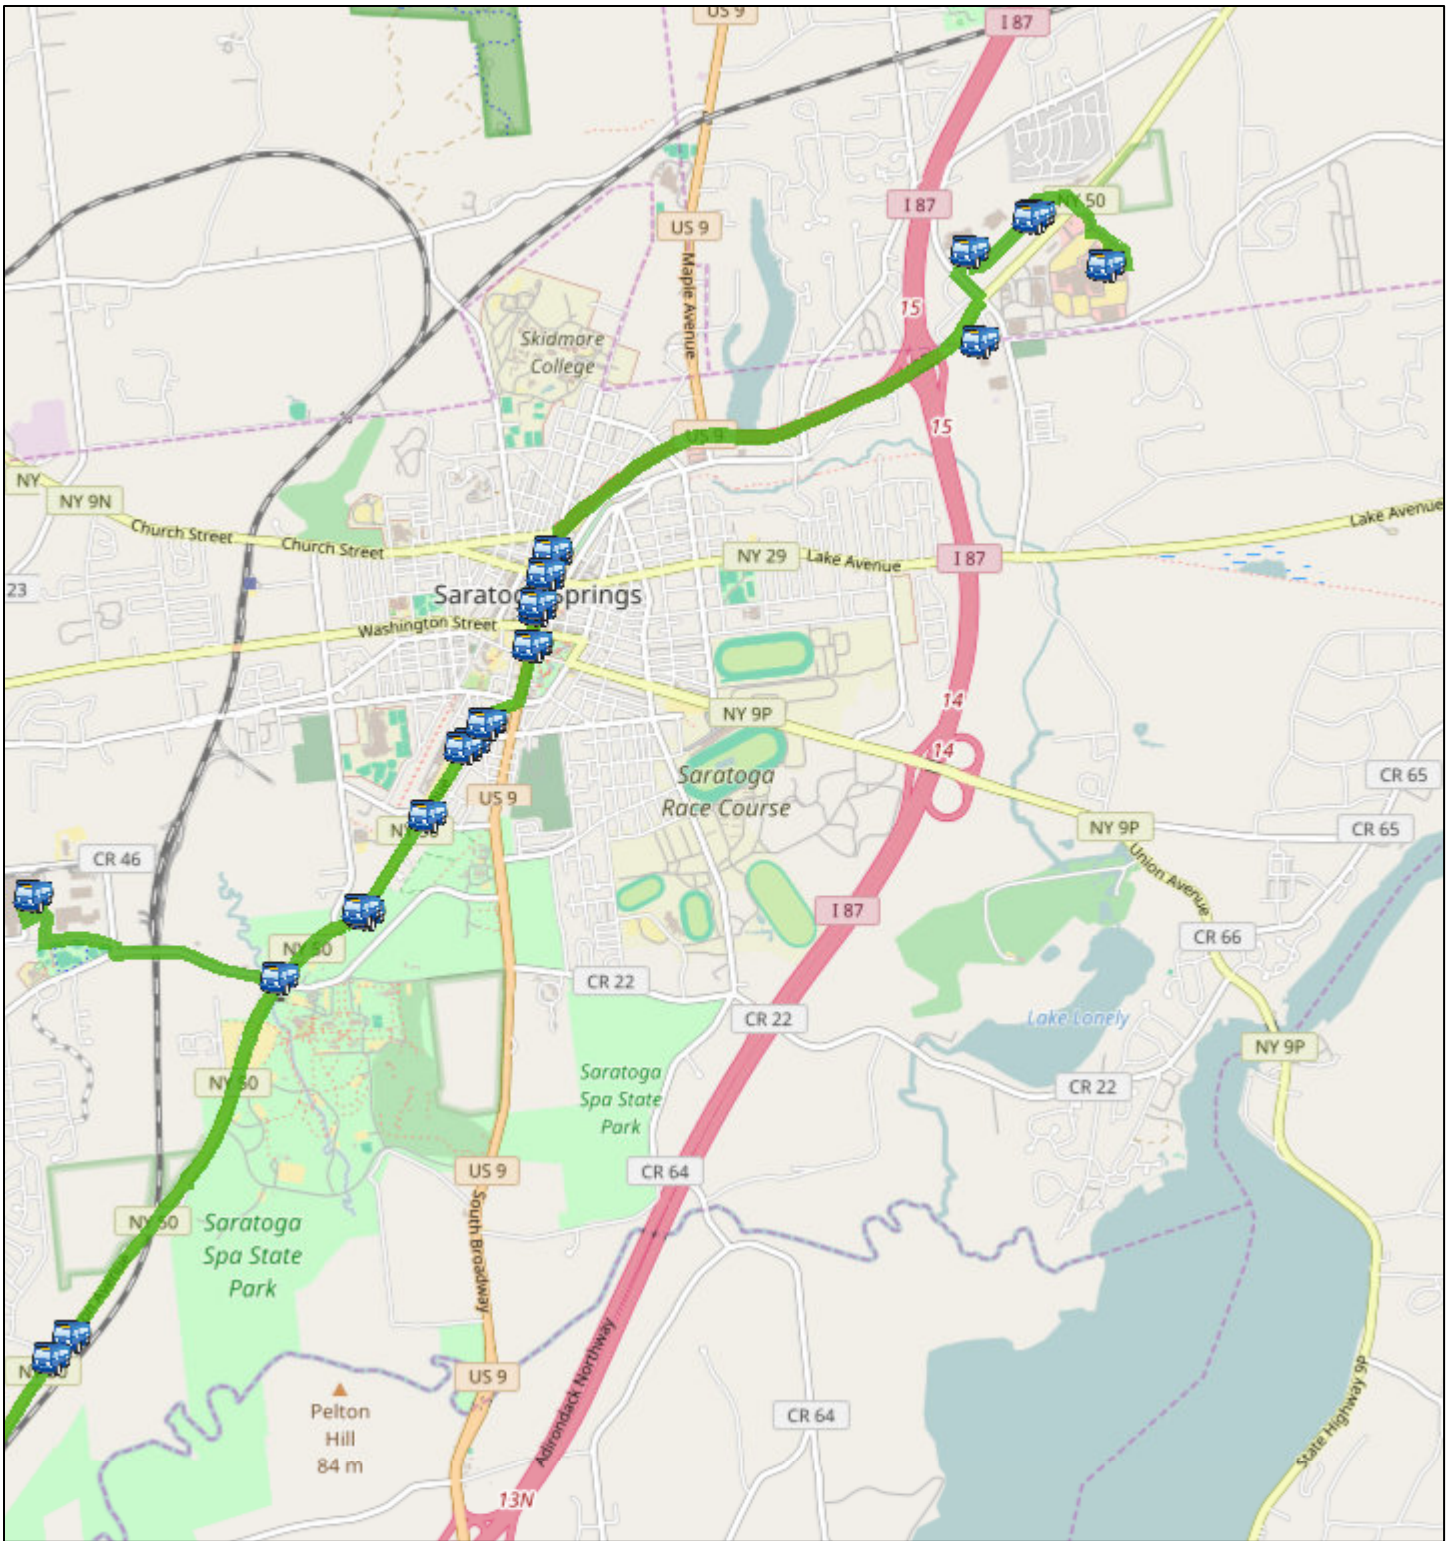 US 9
I 87
NY 50
I 87
US 9
Maple Avenue
15
Skidmore
College
15
US 9
NY
NY 9N
Church Street
Church Street
Lake Avenue
NY 29
Lake Avenue
I 87
23
Saratoga Springs
Washington Street
14
NY 9P
14
Saratoga
Race Course
CR 65
US 9
NY 50
NY 9P
CR 65
CR 46
Union Avenue
I 87
CR 66
NY 50
CR 22
CR 22
Lake Lonely
NY 9P
NY 50
Saratoga
Spa State
Park
CR 22
US 9
CR 64
NY 50
Saratoga
Spa State
Park
South Broadway
Adirondack Northway
US 9
State Highway 9P
Pelton
Hill
84 m
CR 64
13N